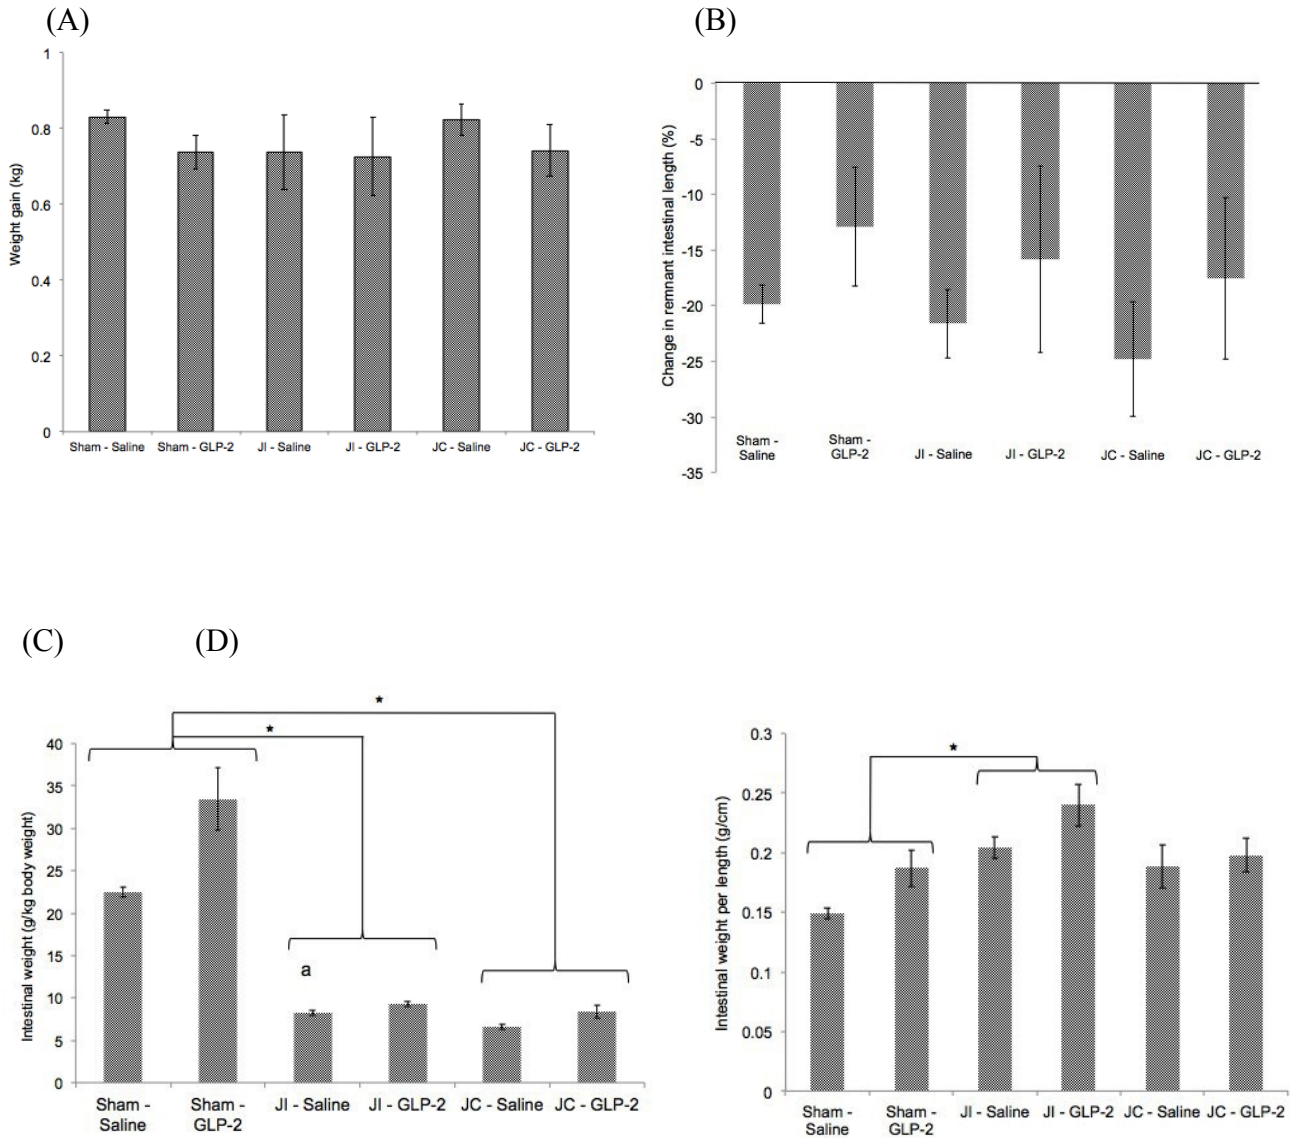 (A)
(B)
1
0.8
0.6
0.4
0.2
0
Weight gain (kg)
Sham - Saline Sham - GLP-2 JI - Saline JI - GLP-2 JC - Saline JC - GLP-2
0
-5
-10
-15
-20
-25
-30
-35
Change in remnant intestinal length (%)
Sham -
Saline
Sham -
GLP-2
JI - Saline JI - GLP-2 JC - Saline JC - GLP-2
(C)
(D)
*
*
40
35
30
25
20
15
10
5
0
Intestinal weight (g/kg body weight)
a
Sham -
Saline
Sham -
GLP-2
JI - Saline JI - GLP-2 JC - Saline JC - GLP-2
*
0.3
0.25
0.2
0.15
0.1
0.05
0
Intestinal weight per length (g/cm)
Sham -
Saline
Sham -
GLP-2
JI - Saline JI - GLP-2 JC - Saline JC - GLP-2